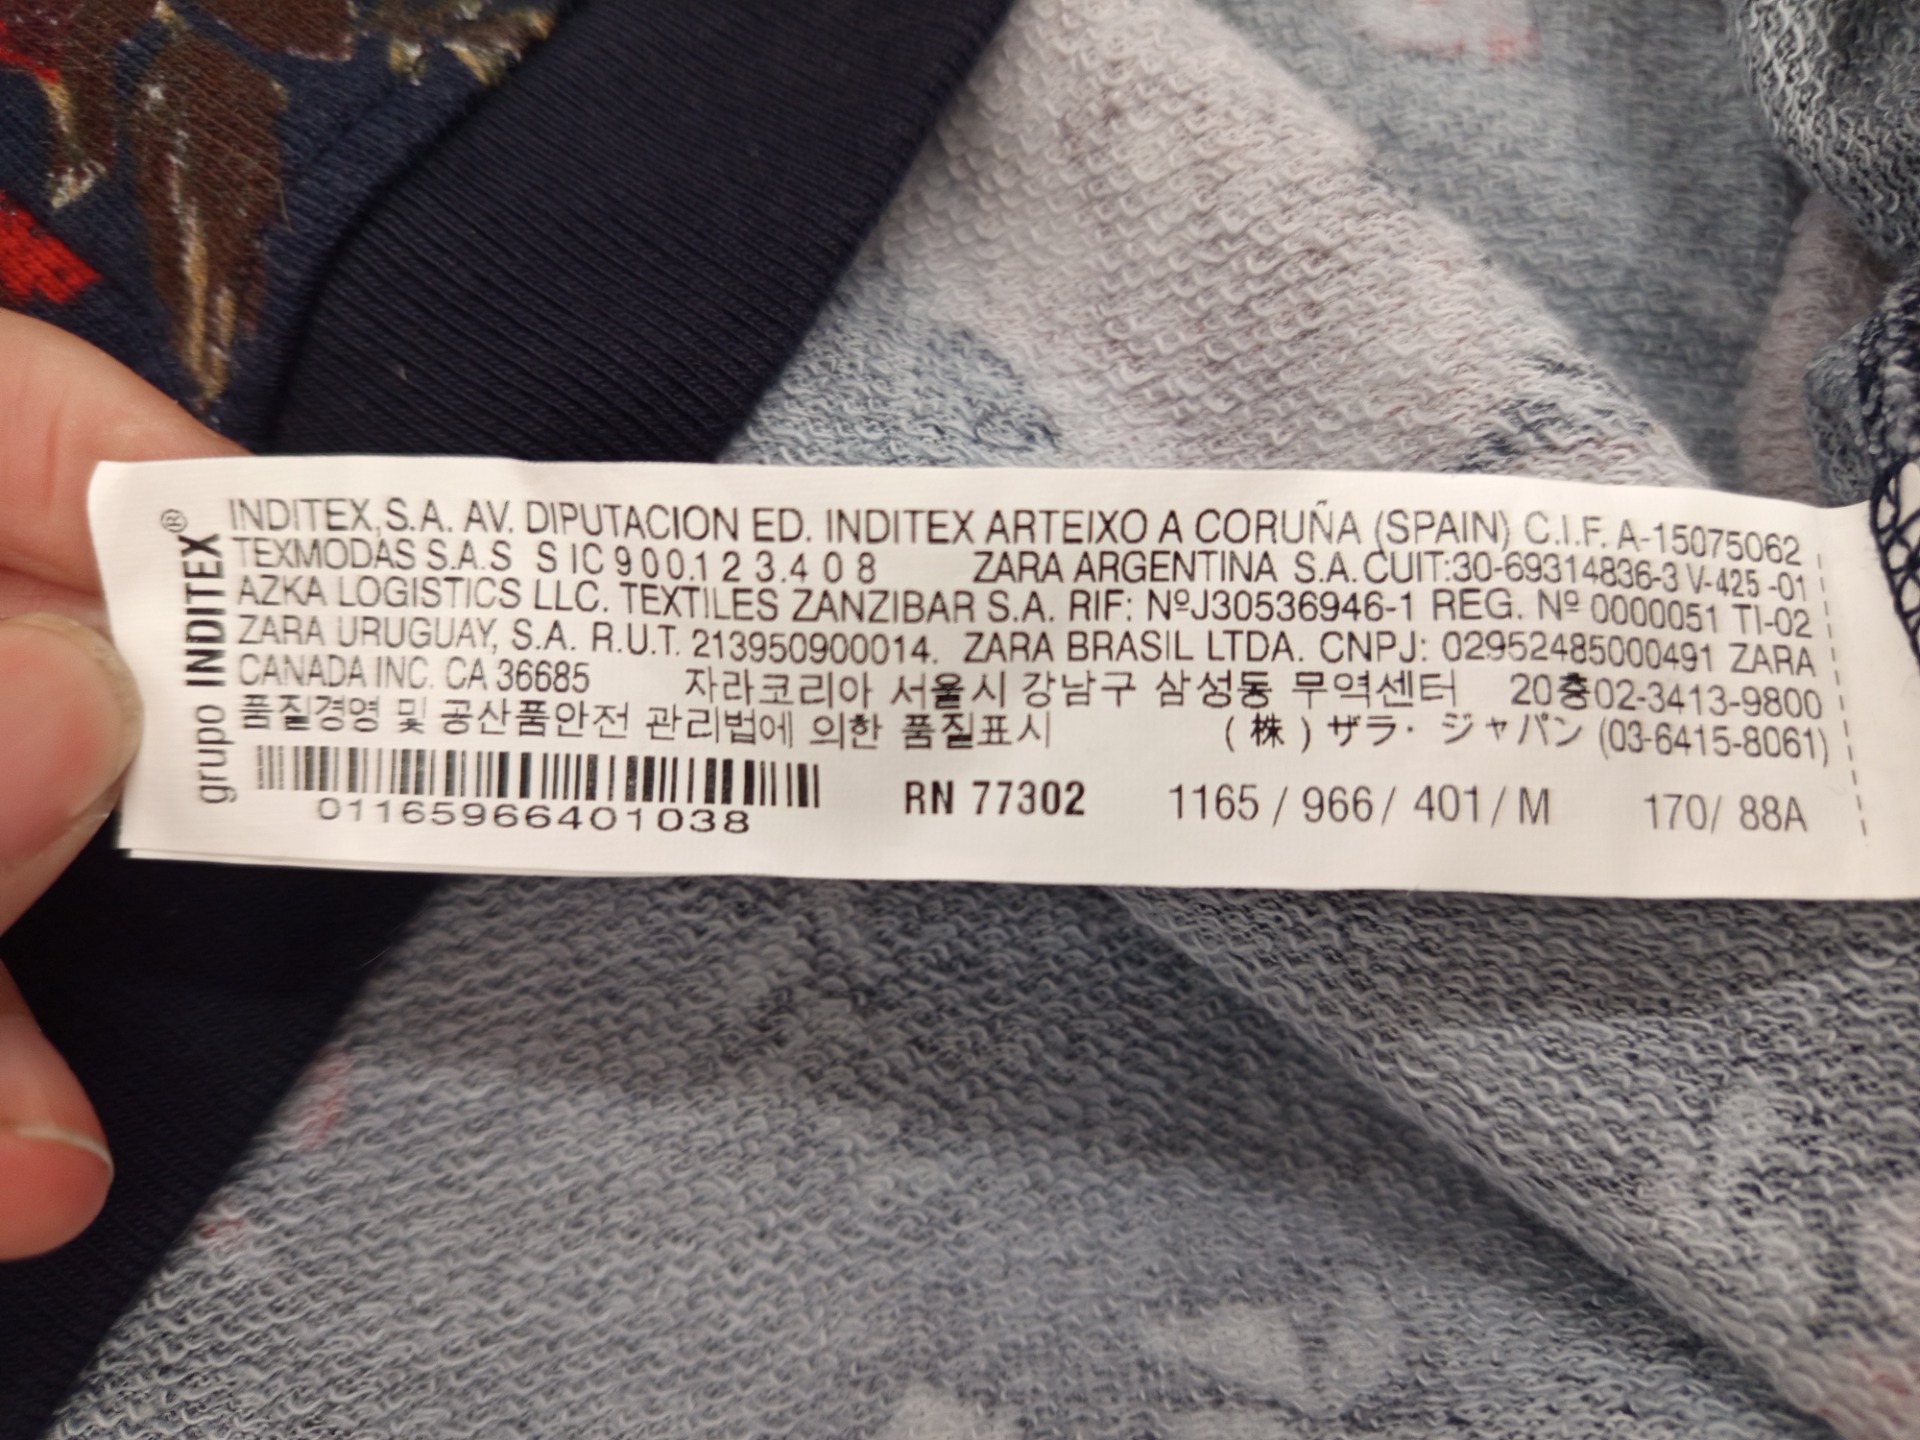 grupo INDITEX®
INDITEX,S.A. AV. DIPUTACION ED. INDITEX ARTEIXO A CORUÑA (SPAIN) C.I.F. A-15075062
TEXMODAS S.A.S S IC 9 0 0.1 2 3.4 0 8 ZARA ARGENTINA S.A. CUIT:30-69314836-3 V-425 -01
AZKA LOGISTICS LLC. TEXTILES ZANZIBAR S.A. RIF: NºJ30536946-1 REG. Nº 0000051 TI-02
ZARA URUGUAY, S.A. R.U.T. 213950900014. ZARA BRASIL LTDA. CNPJ: 02952485000491 ZARA
CANADA INC. CA 36685 자라코리아 서울시 강남구 삼성동 무역센터 20층02-3413-9800
품질경영 및 공산품안전 관리법에 의한 품질표시 (株) ザラ・ジャパン (03-6415-8061)
01165966401038 RN 77302 1165 / 966 / 401 / M 170/ 88A